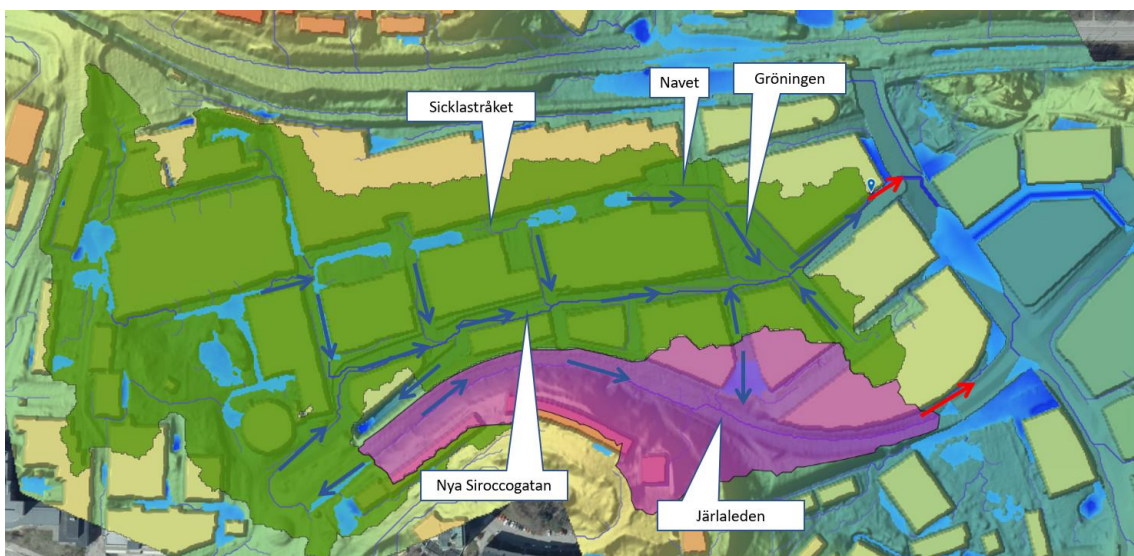 Navet
Gröningen
Sicklastråket
Nya Siroccogatan
Järlaleden